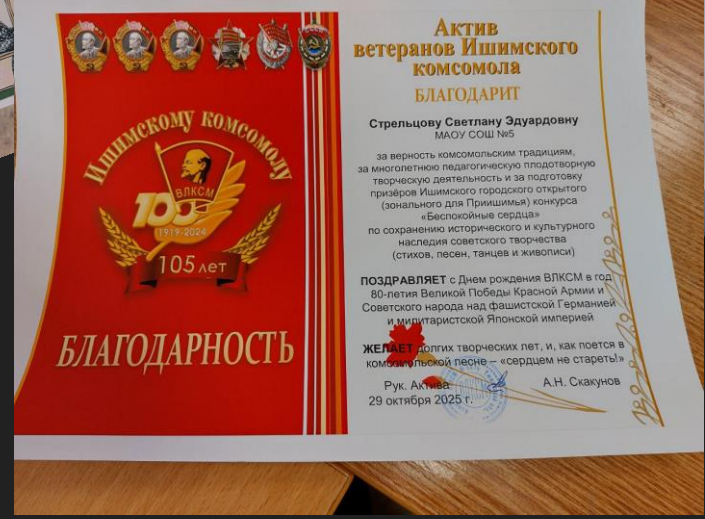 Ишимскому комсомолу
ВЛКСМ
100
1919-2024
105 лет
БЛАГОДАРНОСТЬ
Актив
ветеранов Ишимского
комсомола
БЛАГОДАРИТ
Стрельцову Светлану Эдуардовну
МАОУ СОШ №5
за верность комсомольским традициям,
за многолетнюю педагогическую плодотворную
творческую деятельность и за подготовку
призёров Ишимского городского открытого
(зонального для Приишимья) конкурса
«Беспокойные сердца»
по сохранению исторического и культурного
наследия советского творчества
(стихов, песен, танцев и живописи)
ПОЗДРАВЛЯЕТ с Днем рождения ВЛКСМ в год
80-летия Великой Победы Красной Армии и
Советского народа над фашистской Германией
и милитаристской Японской империей
ЖЕЛАЕТ долгих творческих лет, и, как поется в
комсомольской песне – «сердцем не стареть!»
Рук. Актива
А.Н. Скакунов
29 октября 2025 г.